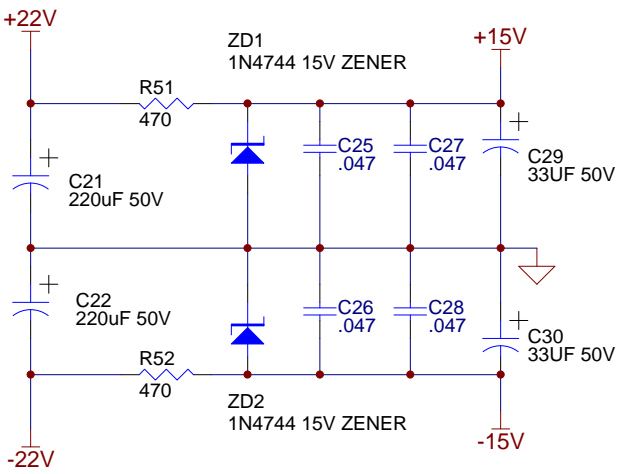 +22V
+15V
ZD1
1N4744 15V ZENER
R51
470
C25
.047
C27
.047
C29
33UF 50V
C21
220uF 50V
C22
220uF 50V
C26
.047
C28
.047
C30
33UF 50V
R52
470
ZD2
1N4744 15V ZENER
-22V
-15V